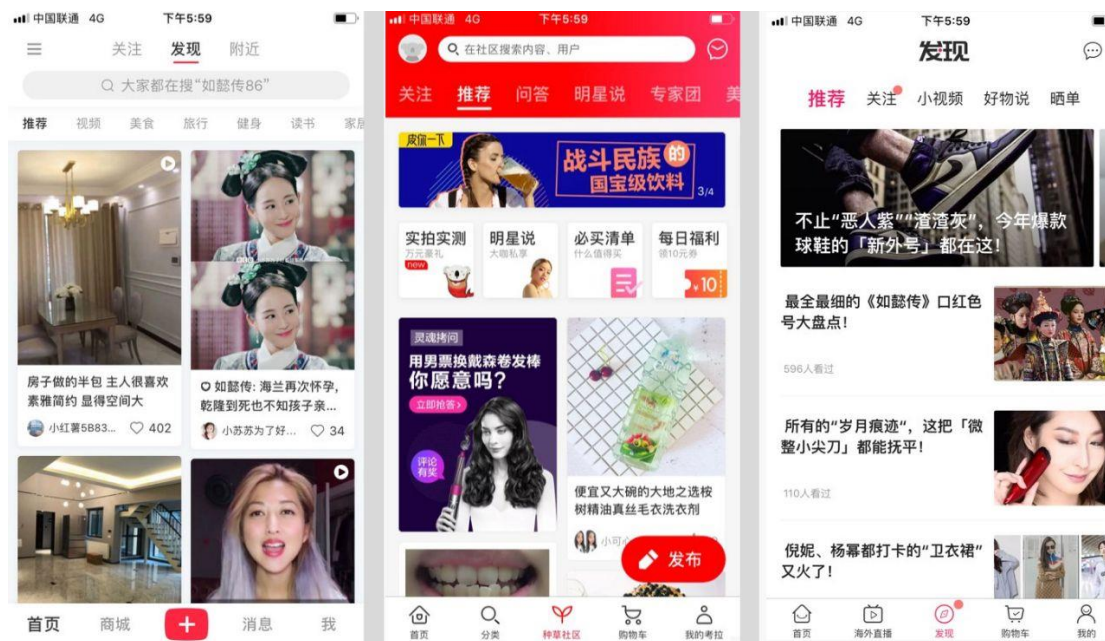 中国联通 4G 下午5:59
关注 发现 附近
大家都在搜“如懿传86”
推荐 视频 美食 旅行 健身 读书 家居
房子做的半包 主人很喜欢
素雅简约 显得空间大
小红薯5B83... 402
如懿传: 海兰再次怀孕,
乾隆到死也不知孩子亲...
小苏苏为了好... 34
首页 商城 消息 我
中国联通 4G 下午5:59
在社区搜索内容、用户
关注 推荐 问答 明星说 专家团 美
皮你一下
战斗民族的
国宝级饮料
3/4
实拍实测 明星说 必买清单 每日福利
万元豪礼 大咖私享 什么值得买 领10元券
new
¥10
灵魂拷问
用男票换戴森卷发棒
你愿意吗?
立即抢答>
评论
有奖
便宜又大碗的大地之选桉
树精油真丝毛衣洗衣剂
小可心
发布
首页 分类 种草社区 购物车 我的考拉
中国联通 4G 下午5:59
发现
推荐 关注 小视频 好物说 晒单
不止“恶人紫”“渣渣灰”，今年爆款
球鞋的「新外号」都在这!
最全最细的《如懿传》口红色
号大盘点!
596人看过
所有的“岁月痕迹“，这把「微
整小尖刀」都能抚平!
110人看过
倪妮、杨幂都打卡的“卫衣裙”
又火了!
首页 海外直播 发现 购物车 我的